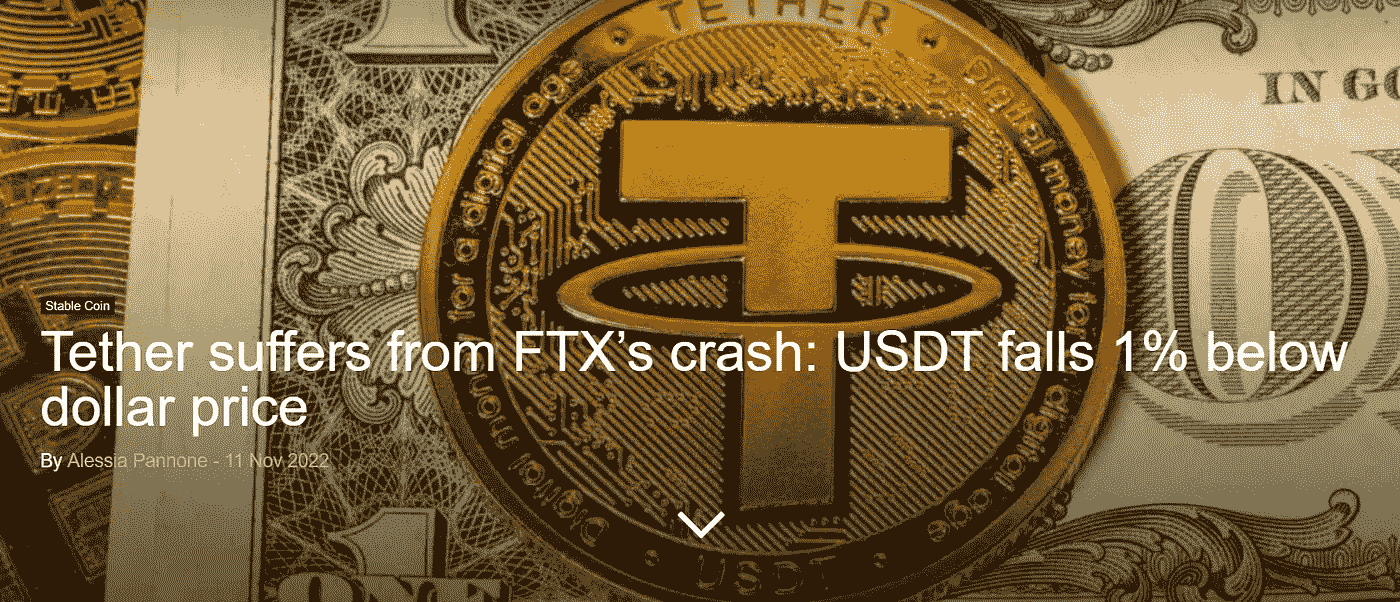 TETHER
Digital money for a digital age
IN GO
Stable Coin
Tether suffers from FTX’s crash: USDT falls 1% below
dollar price
By Alessia Pannone - 11 Nov 2022
Digital money for a digital age
USDT
ONE